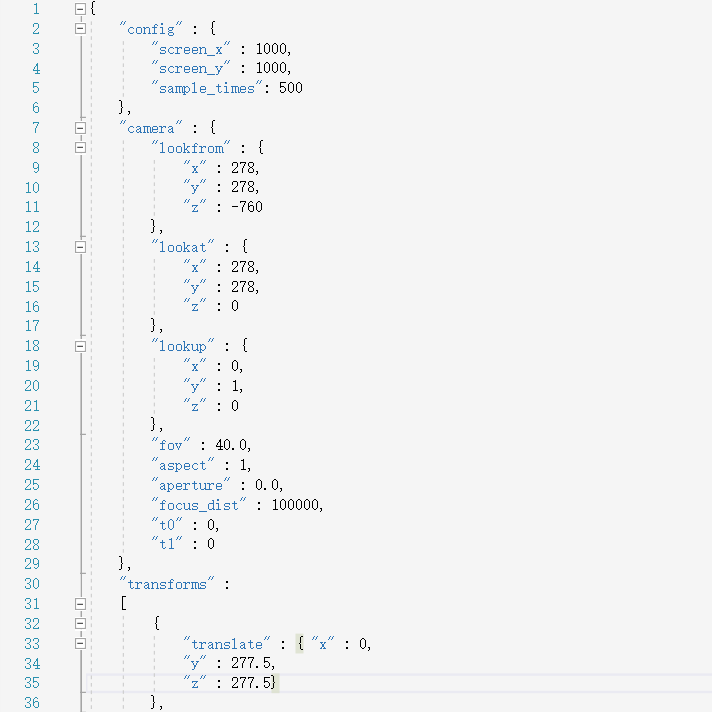 1 {
2 "config" : {
3 "screen_x" : 1000,
4 "screen_y" : 1000,
5 "sample_times": 500
6 },
7 "camera" : {
8 "lookfrom" : {
9 "x" : 278,
10 "y" : 278,
11 "z" : -760
12 },
13 "lookat" : {
14 "x" : 278,
15 "y" : 278,
16 "z" : 0
17 },
18 "lookup" : {
19 "x" : 0,
20 "y" : 1,
21 "z" : 0
22 },
23 "fov" : 40.0,
24 "aspect" : 1,
25 "aperture" : 0.0,
26 "focus_dist" : 100000,
27 "t0" : 0,
28 "t1" : 0
29 },
30 "transforms" :
31 [
32 {
33 "translate" : { "x" : 0,
34 "y" : 277.5,
35 "z" : 277.5}
36 },